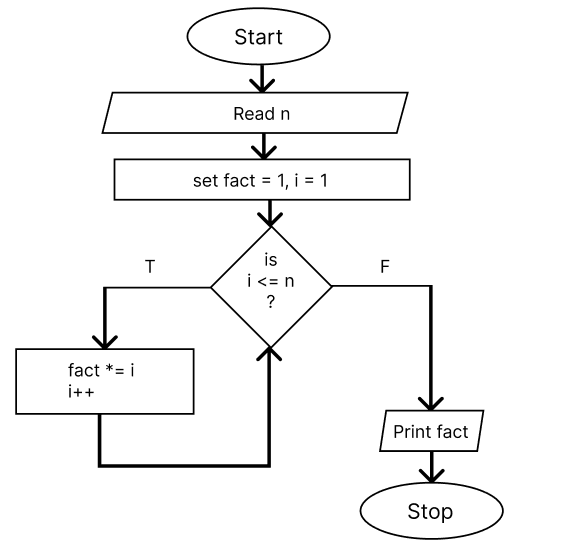 Start
Read n
set fact = 1, i = 1
is
i <= n
?
T
F
fact *= i
i++
Print fact
Stop